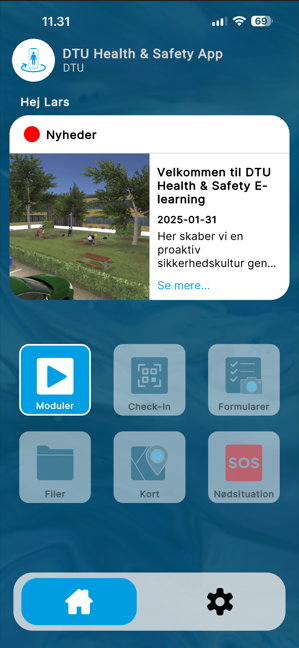 11.31
69
DTU Health & Safety App
DTU
Hej Lars
Nyheder
Velkommen til DTU
Health & Safety E-
learning
2025-01-31
Her skaber vi en
proaktiv
sikkerhedskultur gen...
Se mere...
Moduler
Check-In
Formularer
Filer
Kort
SOS
Nødsituation